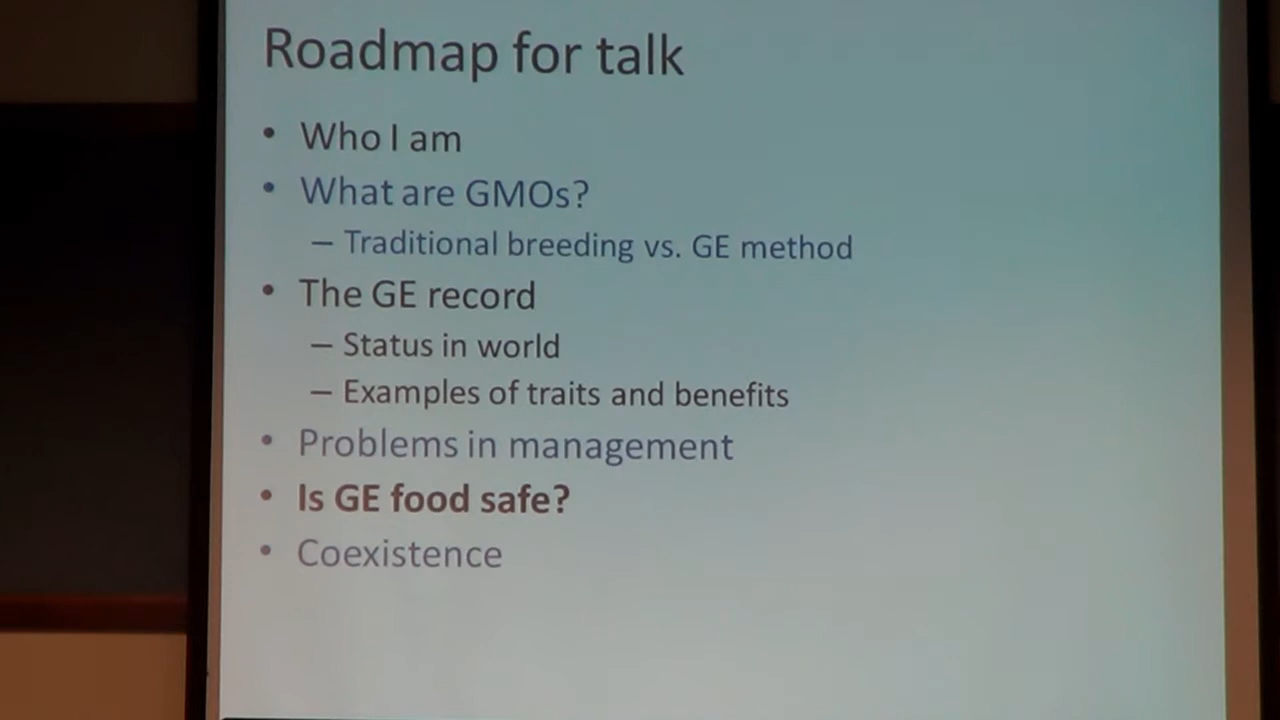 Roadmap for talk
• Who I am
• What are GMOs?
– Traditional breeding vs. GE method
• The GE record
– Status in world
– Examples of traits and benefits
• Problems in management
• Is GE food safe?
• Coexistence